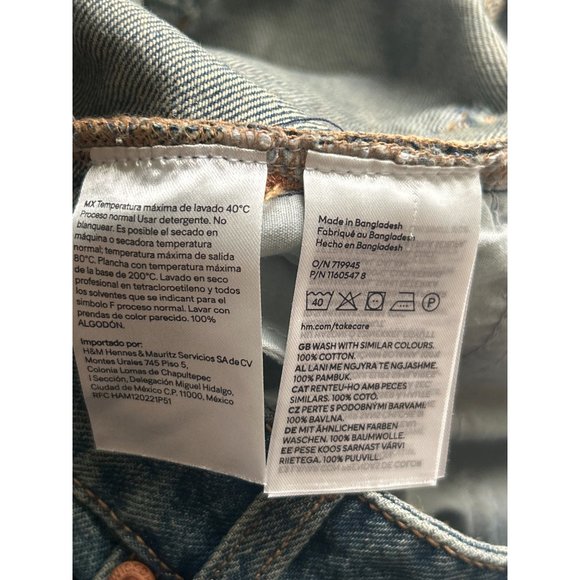 MX Temperatura máxima de lavado 40°C
Proceso normal Usar detergente. No
blanquear. Es posible el secado en
máquina o secadora temperatura
normal; temperatura máxima de salida
80°C. Plancha con temperatura máxima
de la base de 200°C. Lavado en seco
profesional en tetracloroetileno y todos
los solventes que se indicant para el
simbolo F proceso normal. Lavar con
prendas de color parecido. 100%
ALGODÓN.
Importado por:
H&M Hennes & Mauritz Servicios SA de CV
Montes Urales 745 Piso 5,
Colonia Lomas de Chapultepec
I Sección, Delegación Miguel Hidalgo,
Ciudad de México C.P. 11000, México
RFC HAM120221P51
Made in Bangladesh
Fabriqué au Bangladesh
Hecho en Bangladesh
O/N 719945
P/N 1160547 8
40 P
hm.com/takecare
GB WASH WITH SIMILAR COLOURS.
100% COTTON.
AL LANI ME NGJYRA TË NGJASHME.
100% PAMBUK.
CAT RENTEU-HO AMB PECES
SIMILARS. 100% COTÓ.
CZ PERTE S PODOBNÝMI BARVAMI.
100% BAVLNA.
DE MIT ÄHNLICHEN FARBEN
WASCHEN. 100% BAUMWOLLE.
EE PESE KOOS SARNAST VÄRVI
RIIETEGA. 100% PUUVILL.